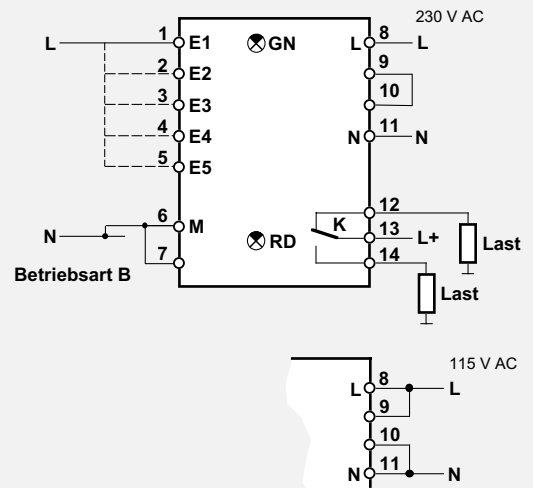 230 V AC
L 1 E1 GN L 8 L
2 E2 9
3 E3 10
4 E4 N 11 N
5 E5
12
N 6 M K 13 L+ Last
7 RD 14
Betriebsart B Last
115 V AC
L 8 L
9
10
N 11 N